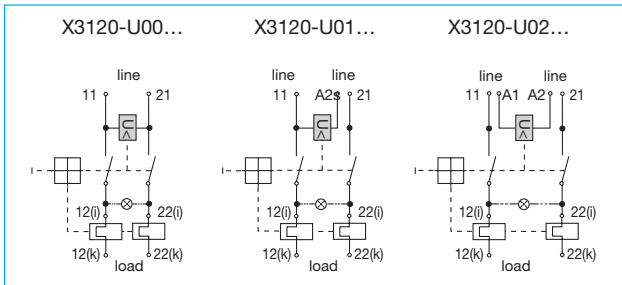 X3120-U00... X3120-U01... X3120-U02...
line line line line line
11 21 11 A2s 21 11 A1 A2 21
U< U< U<
12(i) 22(i) 12(i) 22(i) 12(i) 22(i)
12(k) 22(k) 12(k) 22(k) 12(k) 22(k)
load load load